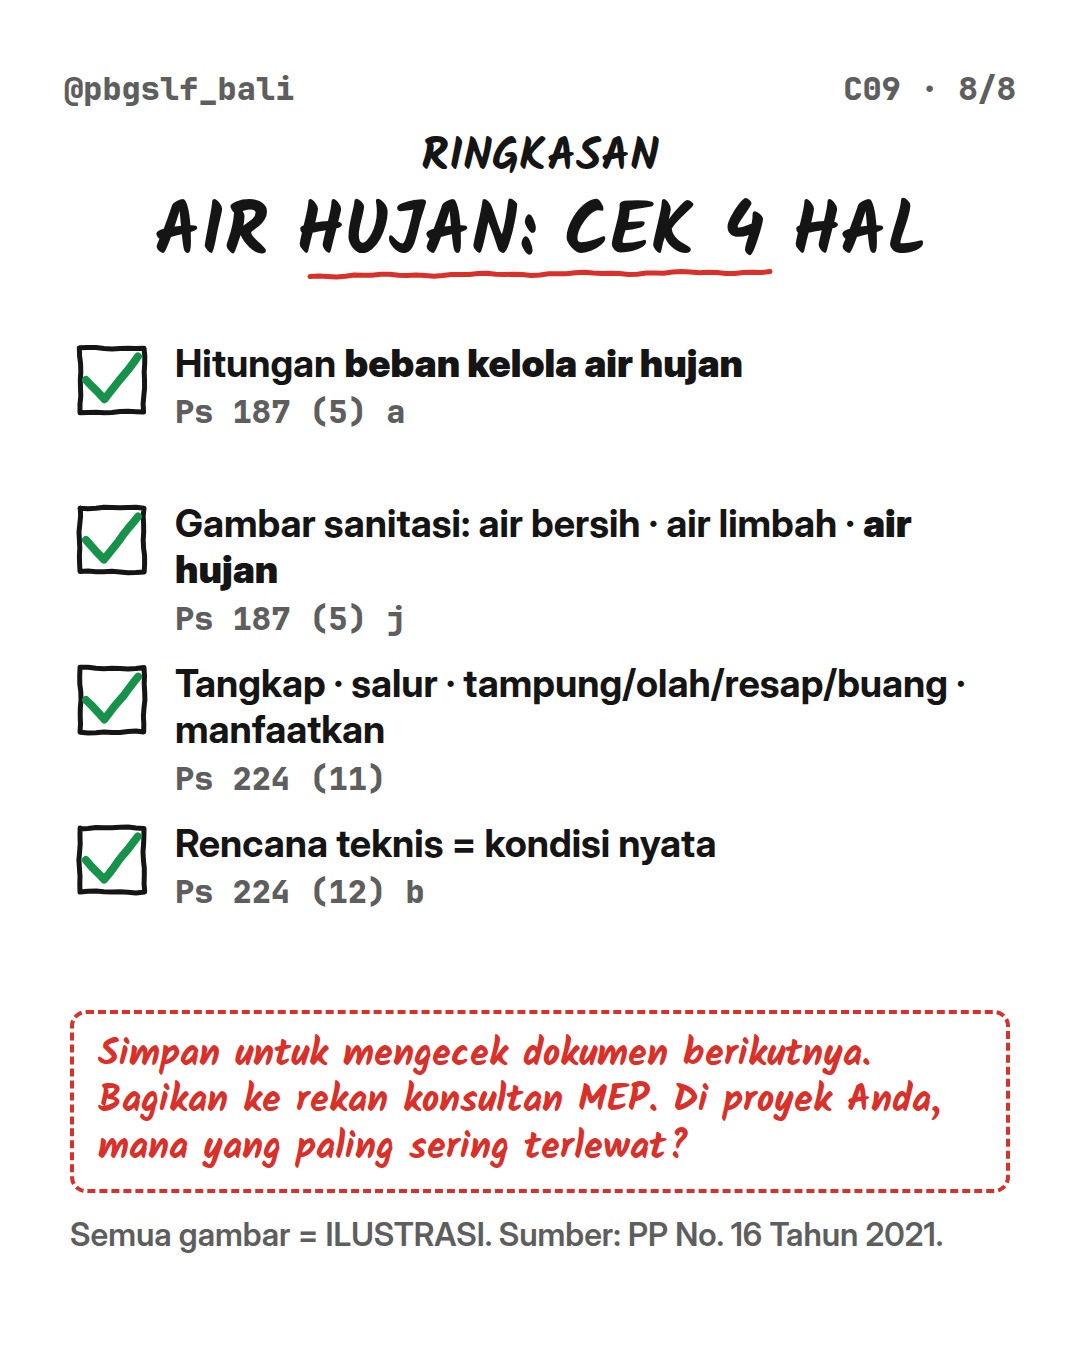 @pbgslf_bali
C09 · 8/8
RINGKASAN
AIR HUJAN: CEK 4 HAL
Hitungan beban kelola air hujan
Ps 187 (5) a
Gambar sanitasi: air bersih · air limbah · air
hujan
Ps 187 (5) j
Tangkap · salur · tampung/olah/resap/buang ·
manfaatkan
Ps 224 (11)
Rencana teknis = kondisi nyata
Ps 224 (12) b
Simpan untuk mengecek dokumen berikutnya.
Bagikan ke rekan konsultan MEP. Di proyek Anda,
mana yang paling sering terlewat?
Semua gambar = ILUSTRASI. Sumber: PP No. 16 Tahun 2021.